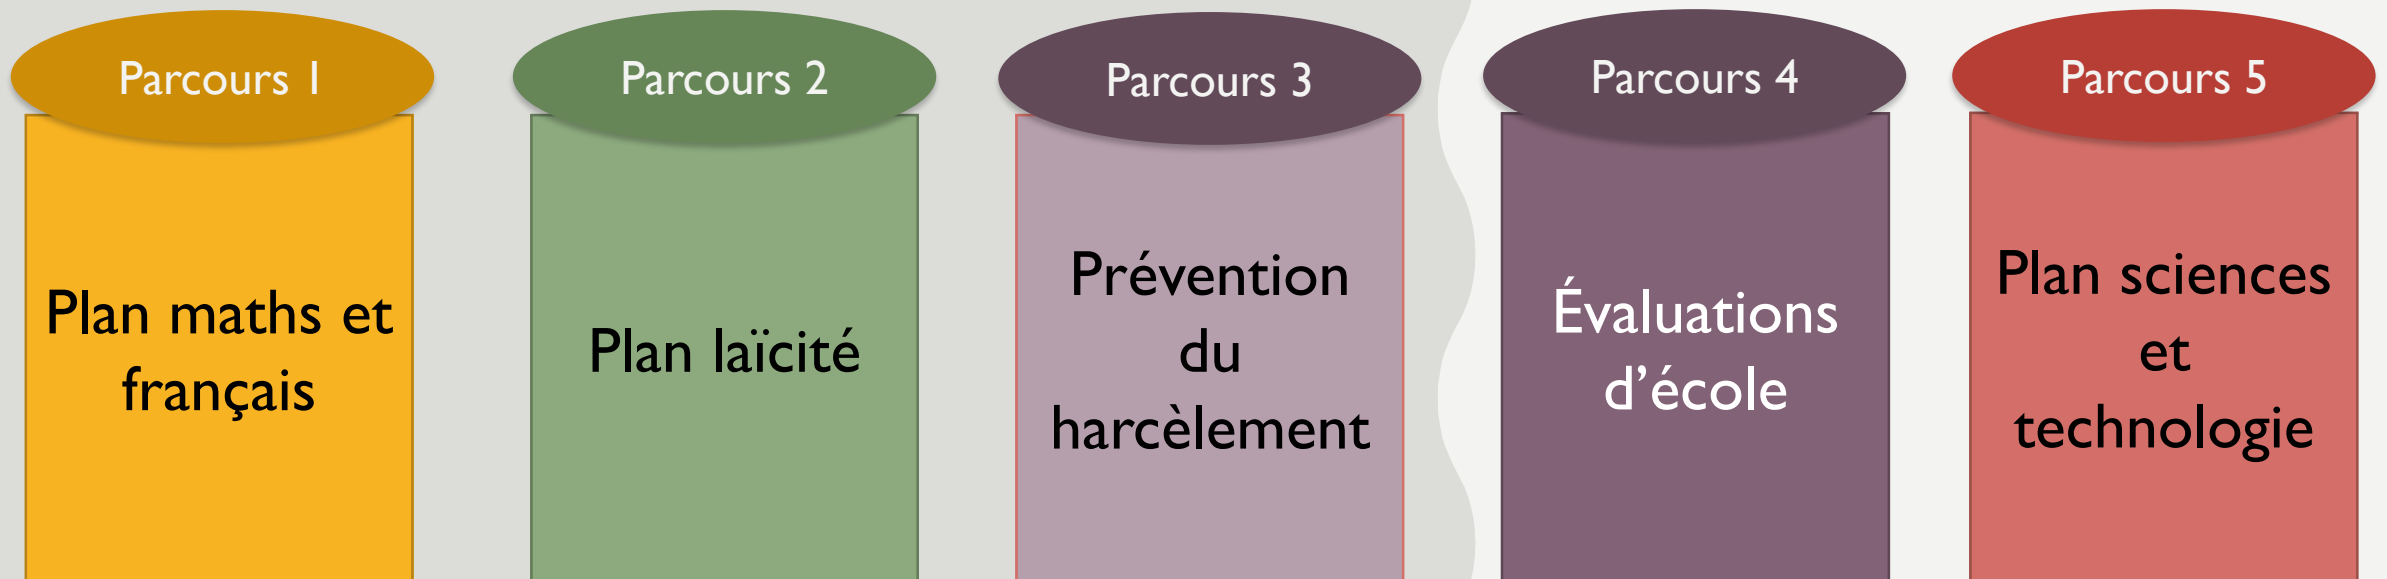 Parcours 1
Plan maths et
français
Parcours 2
Plan laïcité
Parcours 3
Prévention
du
harcèlement
Parcours 4
Évaluations
d’école
Parcours 5
Plan sciences
et
technologie